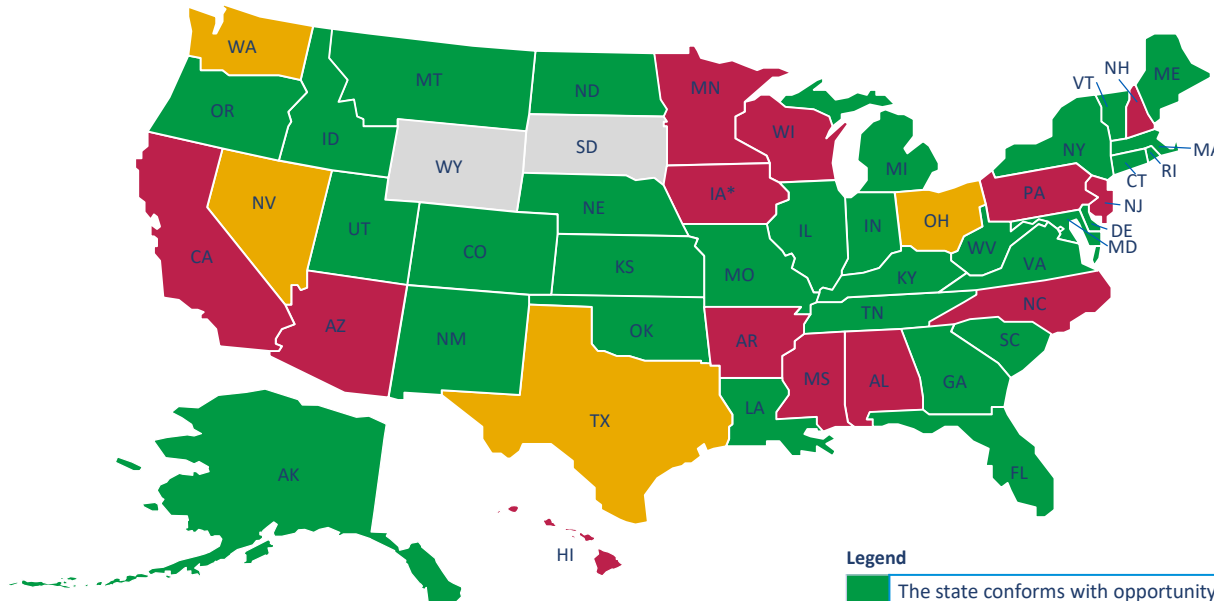 WA
MT
ND
MN
OR
ID
WY
SD
WI
MI
VT
NH
ME
NY
MA
RI
CT
PA
NJ
NV
UT
CO
NE
IA*
IL
IN
OH
DE
MD
WV
VA
CA
KS
MO
KY
AZ
NM
OK
AR
TN
NC
SC
MS
AL
GA
TX
LA
FL
AK
HI
Legend
The state conforms with opportunity